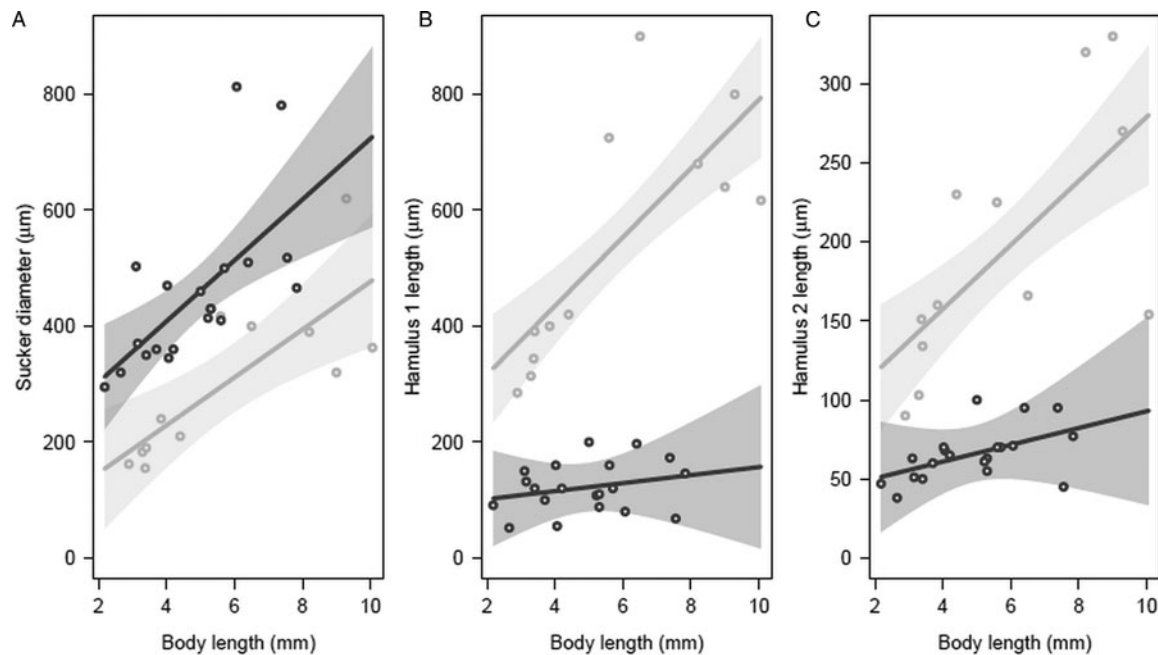 A
Sucker diameter (µm)
800
600
400
200
0
2 4 6 8 10
Body length (mm)
B
Hamulus 1 length (µm)
800
600
400
200
0
2 4 6 8 10
Body length (mm)
C
Hamulus 2 length (µm)
300
250
200
150
100
50
0
2 4 6 8 10
Body length (mm)